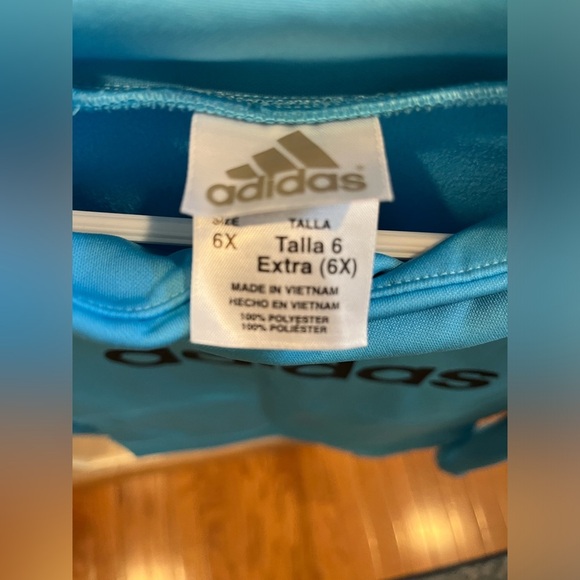 adidas
SIZE TALLA
6X Talla 6
Extra (6X)
MADE IN VIETNAM
HECHO EN VIETNAM
100% POLYESTER
100% POLIÉSTER
adidas